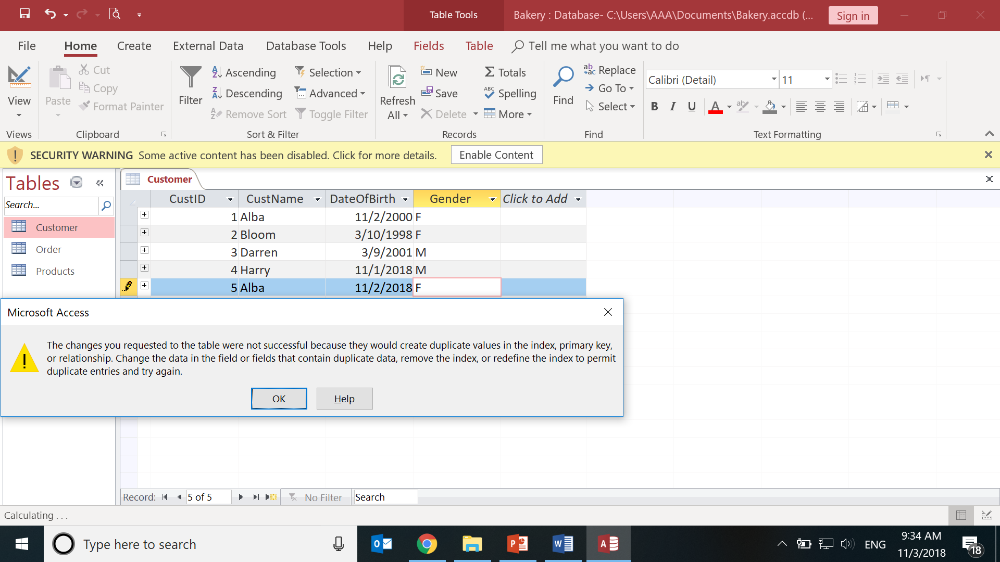 Table Tools
Bakery : Database- C:\Users\AAA\Documents\Bakery.accdb (...
Sign in
File Home Create External Data Database Tools Help Fields Table Tell me what you want to do
View
Views
Paste
Cut
Copy
Format Painter
Clipboard
Filter
Ascending
Descending
Remove Sort
Selection
Advanced
Toggle Filter
Sort & Filter
Refresh
All
New
Save
Delete
Totals
Spelling
More
Records
Find
Replace
Go To
Select
Find
Calibri (Detail) 11
B I U A
Text Formatting
SECURITY WARNING Some active content has been disabled. Click for more details. Enable Content
Tables
Search...
Customer
Order
Products
Customer
CustID CustName DateOfBirth Gender Click to Add
1 Alba 11/2/2000 F
2 Bloom 3/10/1998 F
3 Darren 3/9/2001 M
4 Harry 11/1/2018 M
5 Alba 11/2/2018 F
Microsoft Access
The changes you requested to the table were not successful because they would create duplicate values in the index, primary key,
or relationship. Change the data in the field or fields that contain duplicate data, remove the index, or redefine the index to permit
duplicate entries and try again.
OK Help
Record: 5 of 5 No Filter Search
Calculating . . .
Type here to search
ENG
9:34 AM
11/3/2018
18